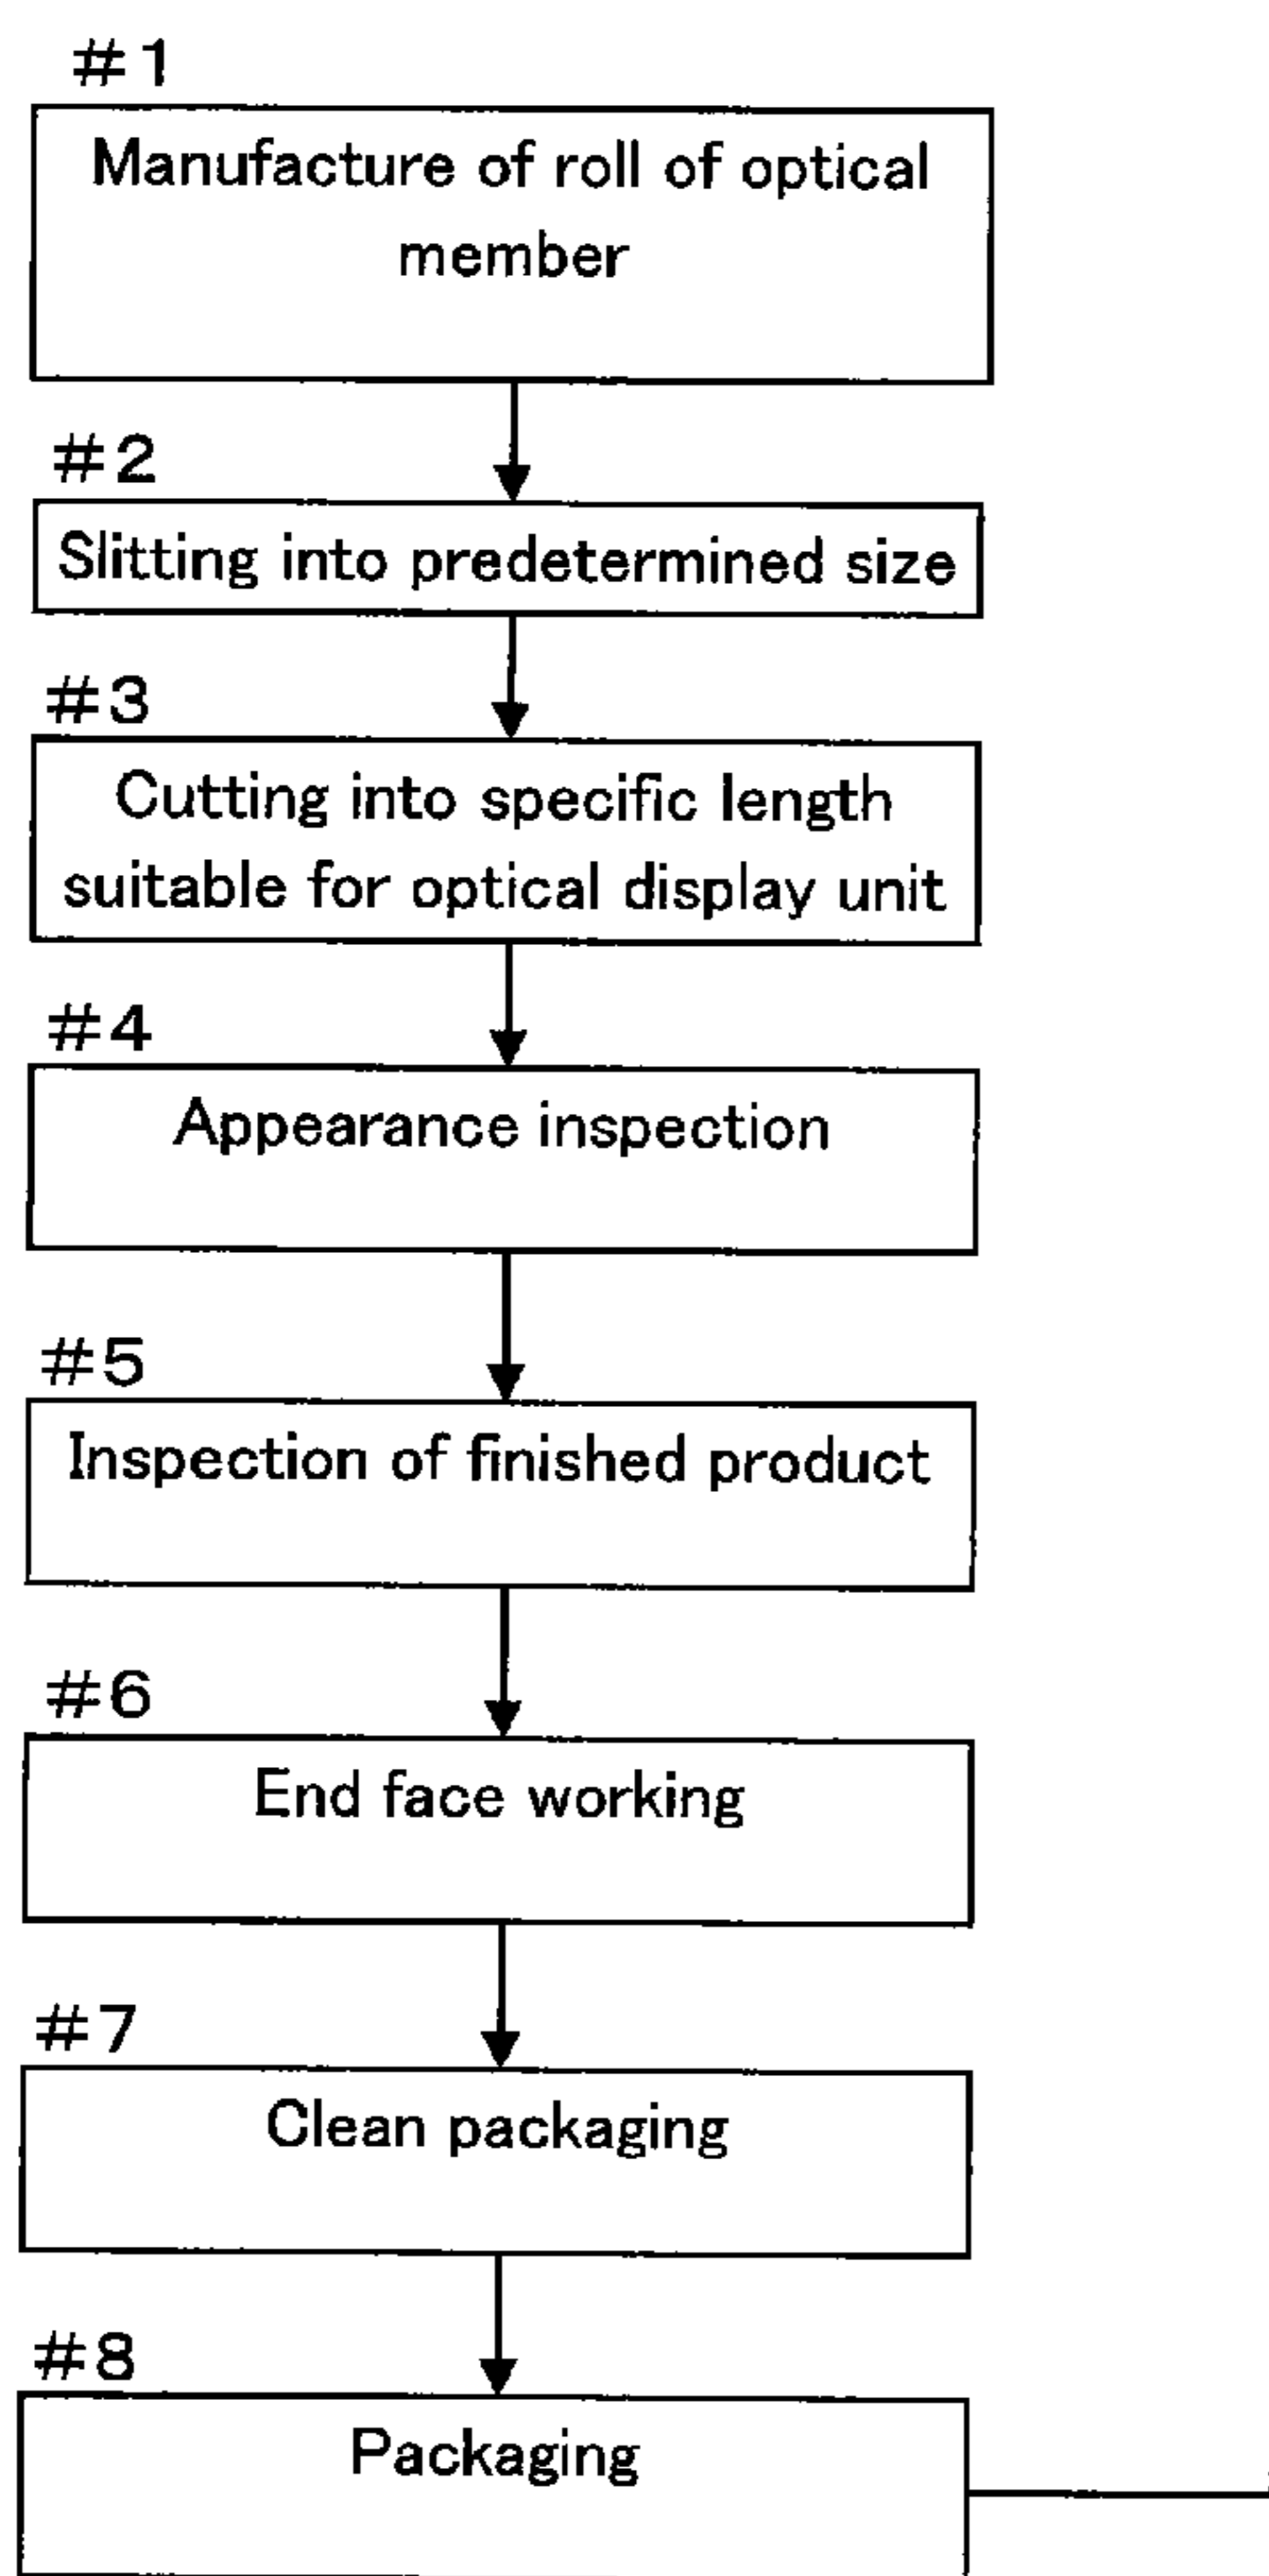 #1
Manufacture of roll of optical
member
#2
Slitting into predetermined size
#3
Cutting into specific length
suitable for optical display unit
#4
Appearance inspection
#5
Inspection of finished product
#6
End face working
#7
Clean packaging
#8
Packaging